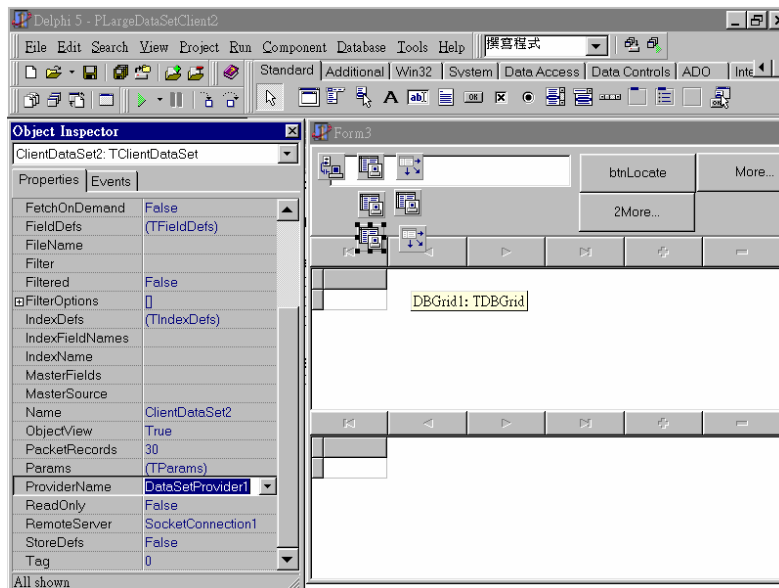 Delphi 5 - PLargeDataSetClient2
File Edit Search View Project Run Component Database Tools Help 撰寫程式
Standard Additional Win32 System Data Access Data Controls ADO Inte
Object Inspector
ClientDataSet2: TClientDataSet
Properties Events
FetchOnDemand False
FieldDefs (TFieldDefs)
FileName
Filter
Filtered False
FilterOptions []
IndexDefs (TIndexDefs)
IndexFieldNames
IndexName
MasterFields
MasterSource
Name ClientDataSet2
ObjectView True
PacketRecords 30
Params (TParams)
ProviderName DataSetProvider1
ReadOnly False
RemoteServer SocketConnection1
StoreDefs False
Tag 0
All shown
Form3
btnLocate More...
2More...
DBGrid1: TDBGrid